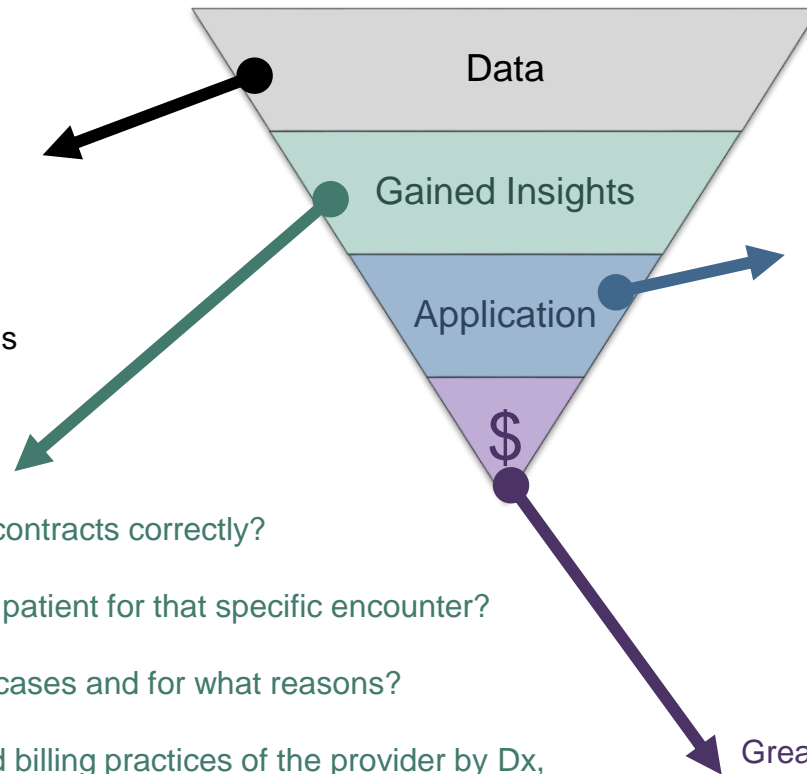 Data
Gained Insights
Application
s
$
contracts correctly?
patient for that specific encounter?
cases and for what reasons?
billing practices of the provider by Dx,
Grea